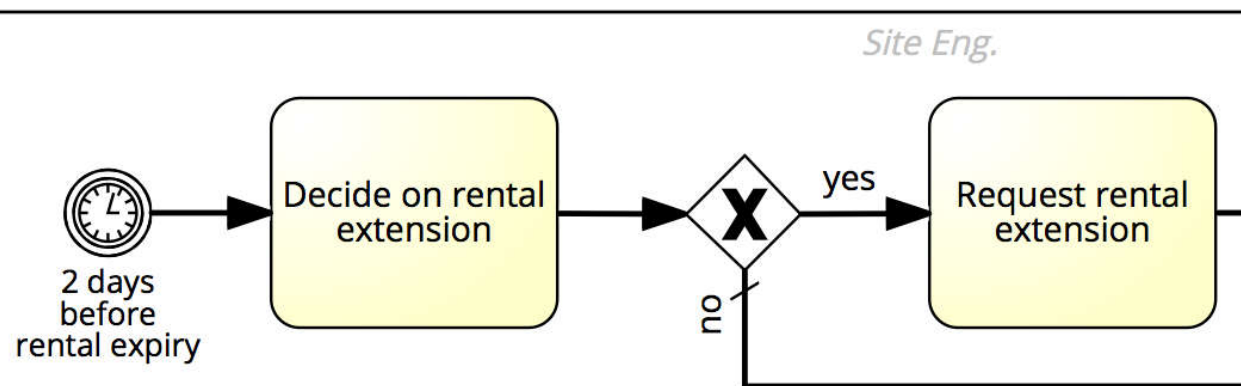 Site Eng.
Decide on rental
extension
yes
Request rental
extension
2 days
before
rental expiry
no